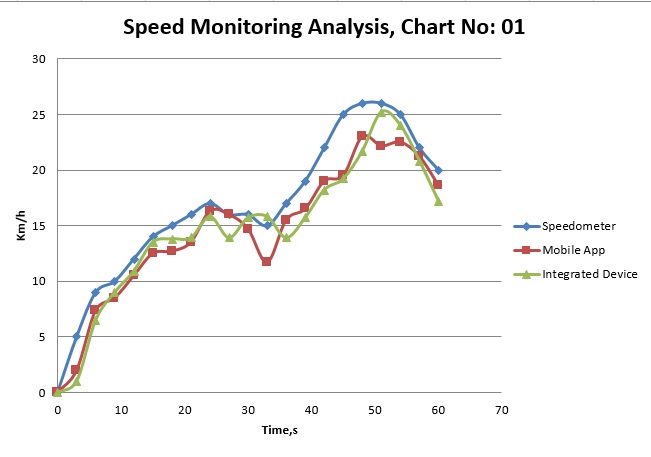 Speed Monitoring Analysis, Chart No: 01
30
25
20
15
10
5
0
Km/h
0 10 20 30 40 50 60 70
Time,s
Speedometer
Mobile App
Integrated Device